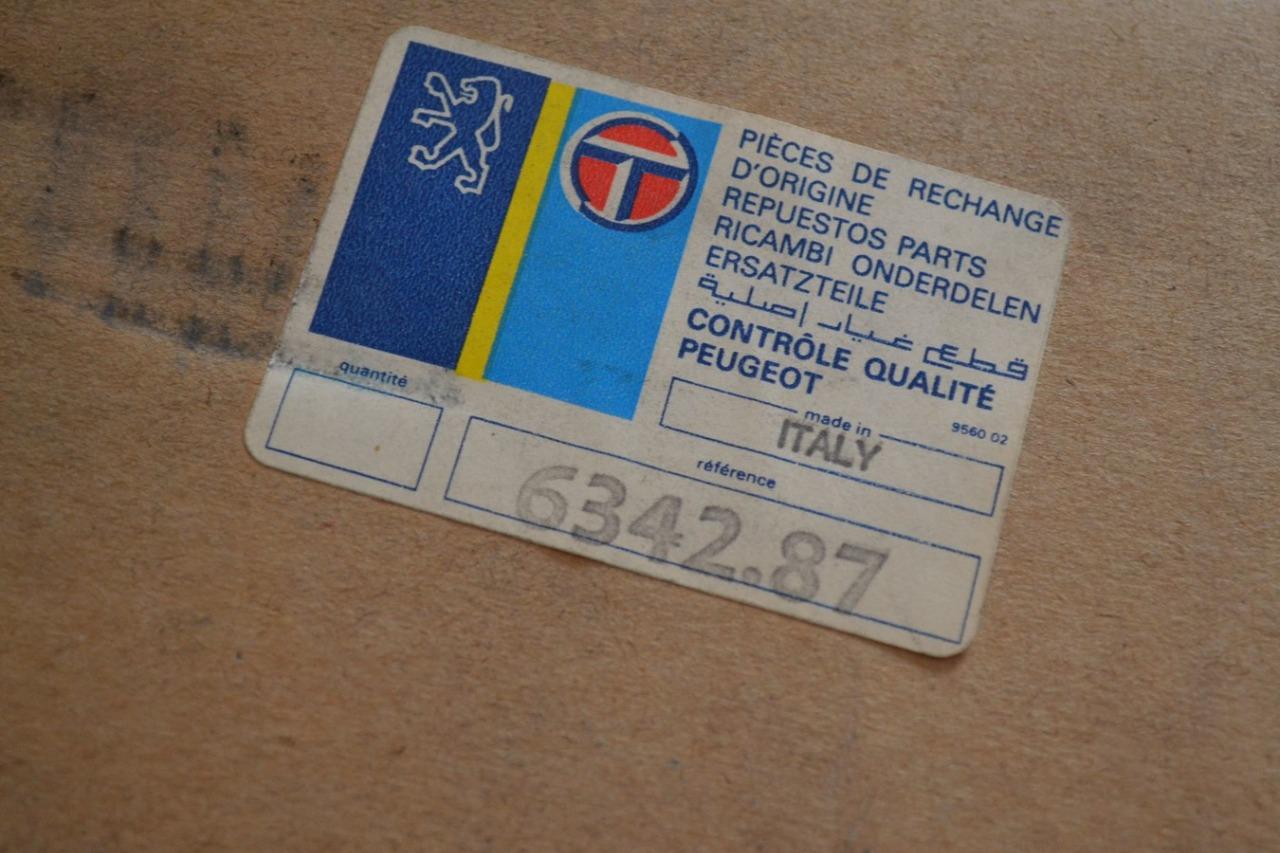 PIÈCES DE RECHANGE
D'ORIGINE
REPUESTOS PARTS
RICAMBI ONDERDELEN
ERSATZTEILE
قطع غيار إصلية
CONTRÔLE QUALITÉ
PEUGEOT
quantité
made in
9560 02
ITALY
référence
6342.87